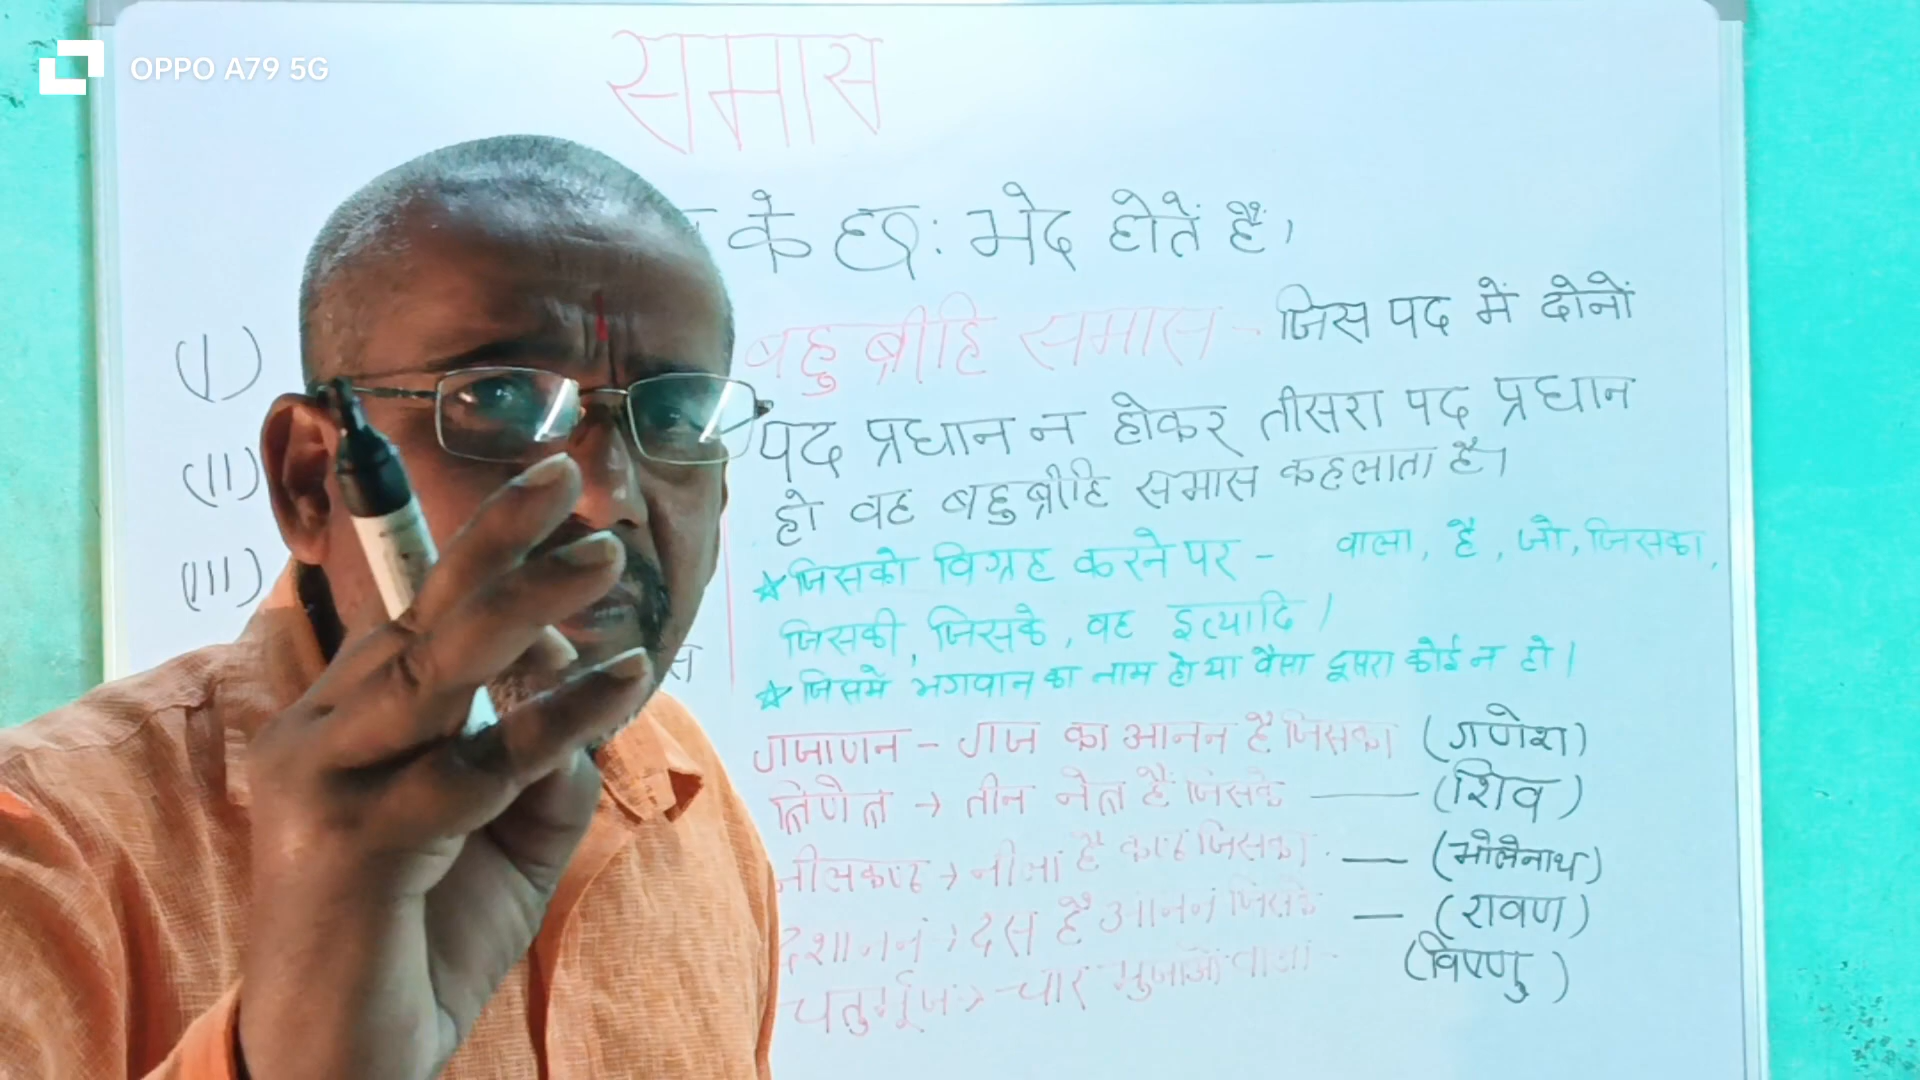 OPPO A79 5G
समास
के छः भेद होतें हैं।
(I) बहुब्रीहि समास - जिस पद में दोनों
पद प्रधान न होकर तीसरा पद प्रधान
(II)
हो वह बहुब्रीहि समास कहलाता है।
(III) ☆ जिसको विग्रह करने पर - वाला, है, जो, जिसका,
जिसकी, जिसके, वह इत्यादि।
स
☆ जिसमें भगवान का नाम हो या वैसा दूसरा कोई न हो।
गजाणन - गज का आनन है जिसका (गणेश)
त्रिणेत्र → तीन नेत्र हैं जिसके — (शिव)
नीलकण्ठ → नीला है कण्ठ जिसका — (भोलेनाथ)
दशानन → दस है आनन जिसके — (रावण)
चतुर्भूज → चार भुजाओं वाला - (विष्णु)